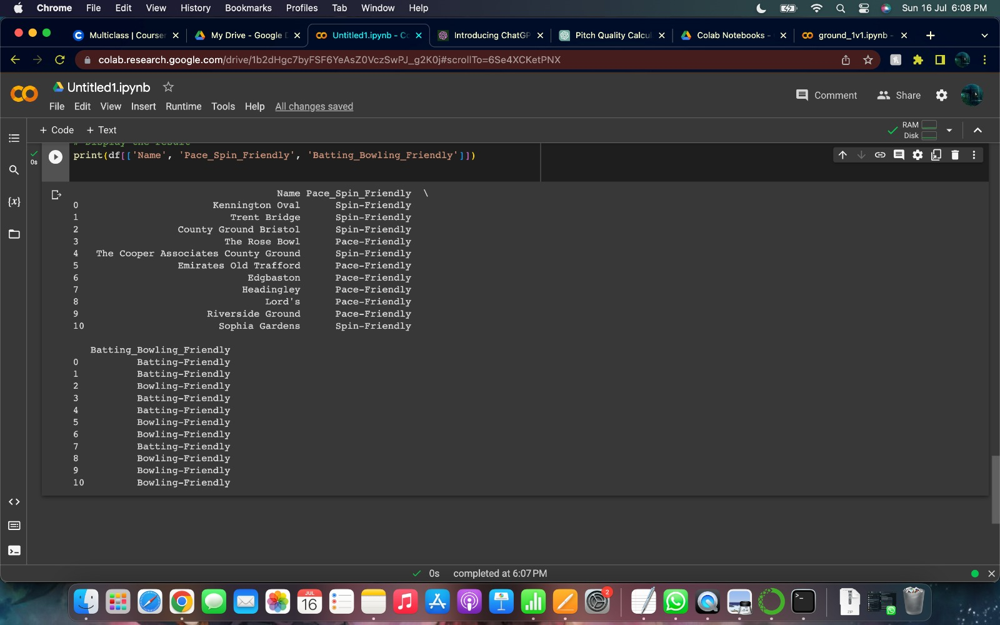 Chrome File Edit View History Bookmarks Profiles Tab Window Help Sun 16 Jul 6:08 PM
Multiclass | Courser My Drive - Google D Untitled1.ipynb - Co Introducing ChatGP Pitch Quality Calcul Colab Notebooks - ground_1v1.ipynb -
colab.research.google.com/drive/1b2dHgc7byFSF6YeAsZ0VczSwPJ_g2K0j#scrollTo=6Se4XCKetPNX
Untitled1.ipynb
Comment Share
File Edit View Insert Runtime Tools Help All changes saved
+ Code + Text RAM
Disk
# Display the result
print(df[['Name', 'Pace_Spin_Friendly', 'Batting_Bowling_Friendly']])
0s
{x}
Name Pace_Spin_Friendly \
0 Kennington Oval Spin-Friendly
1 Trent Bridge Spin-Friendly
2 County Ground Bristol Spin-Friendly
3 The Rose Bowl Pace-Friendly
4 The Cooper Associates County Ground Spin-Friendly
5 Emirates Old Trafford Pace-Friendly
6 Edgbaston Pace-Friendly
7 Headingley Pace-Friendly
8 Lord's Pace-Friendly
9 Riverside Ground Pace-Friendly
10 Sophia Gardens Spin-Friendly
Batting_Bowling_Friendly
0 Batting-Friendly
1 Batting-Friendly
2 Bowling-Friendly
3 Batting-Friendly
4 Batting-Friendly
5 Bowling-Friendly
6 Bowling-Friendly
7 Batting-Friendly
8 Bowling-Friendly
9 Bowling-Friendly
10 Bowling-Friendly
0s completed at 6:07 PM
JUL
16
2
ZIP